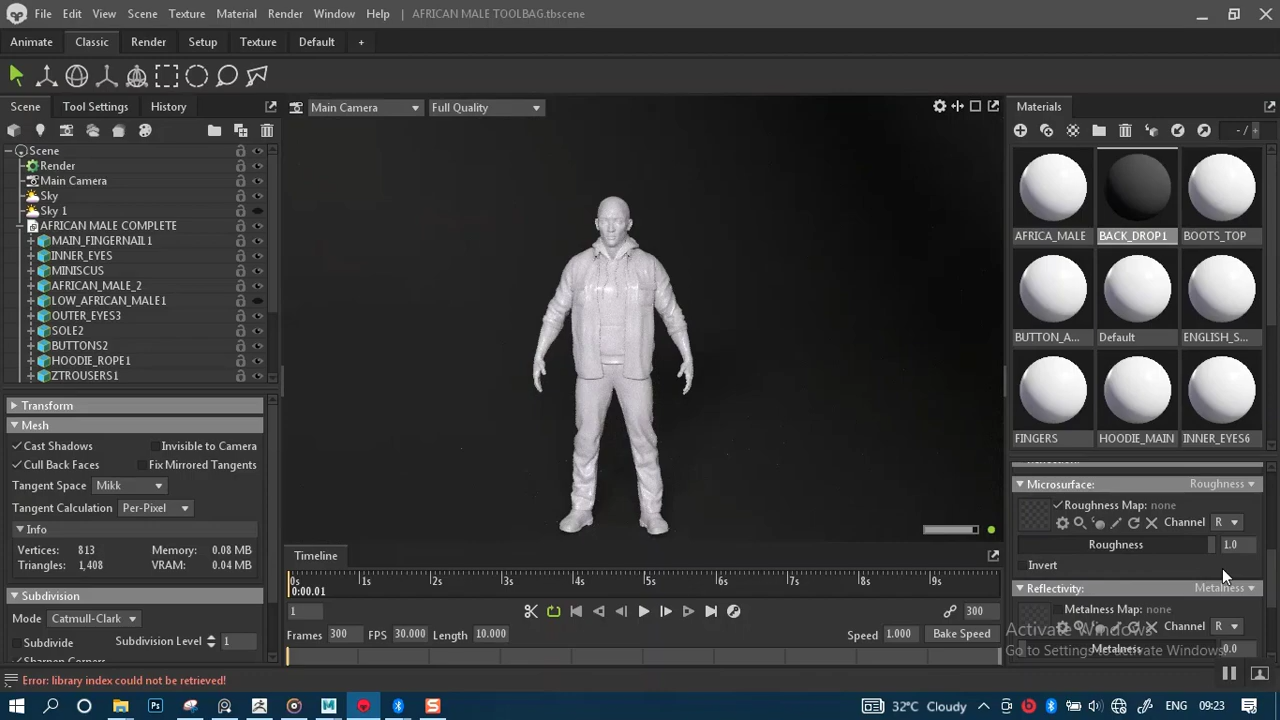 File Edit View Scene Texture Material Render Window Help AFRICAN MALE TOOLBAG.tbscene
Animate Classic Render Setup Texture Default +
Scene Tool Settings History
Main Camera Full Quality
Materials
- /
Scene
Render
Main Camera
Sky
Sky 1
AFRICAN MALE COMPLETE
MAIN_FINGERNAIL1
INNER_EYES
MINISCUS
AFRICAN_MALE_2
LOW_AFRICAN_MALE1
OUTER_EYES3
SOLE2
BUTTONS2
HOODIE_ROPE1
ZTROUSERS1
AFRICA_MALE BACK_DROP1 BOOTS_TOP
BUTTON_A... Default ENGLISH_S...
FINGERS HOODIE_MAIN INNER_EYES6
Transform
Mesh
Cast Shadows Invisible to Camera
Cull Back Faces Fix Mirrored Tangents
Tangent Space Mikk
Tangent Calculation Per-Pixel
Info
Vertices: 813 Memory: 0.08 MB
Triangles: 1,408 VRAM: 0.04 MB
Subdivision
Mode Catmull-Clark
Subdivide Subdivision Level 1
Sharpen Corners
Microsurface: Roughness
Roughness Map: none
Channel R
Roughness 1.0
Invert
Reflectivity: Metalness
Metalness Map: none
Channel R
Metalness 0.0
Activate Windows
Go to Settings to activate Windows.
Timeline
0s 1s 2s 3s 4s 5s 6s 7s 8s 9s
0:00.01
1 300
Frames 300 FPS 30.000 Length 10.000 Speed 1.000 Bake Speed
Error: library index could not be retrieved!
32°C Cloudy ENG 09:23